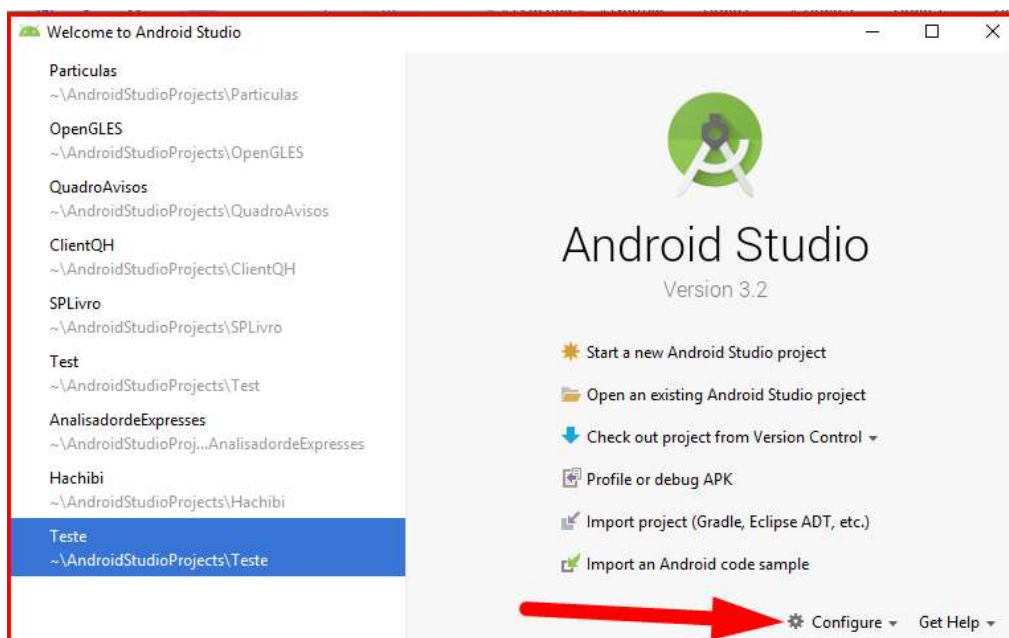 Welcome to Android Studio
Particulas
~\AndroidStudioProjects\Particulas
OpenGLES
~\AndroidStudioProjects\OpenGLES
QuadroAvisos
~\AndroidStudioProjects\QuadroAvisos
ClientQH
~\AndroidStudioProjects\ClientQH
SPLivro
~\AndroidStudioProjects\SPLivro
Test
~\AndroidStudioProjects\Test
AnalisadordeExpresses
~\AndroidStudioProj...AnalisadordeExpresses
Hachibi
~\AndroidStudioProjects\Hachibi
Teste
~\AndroidStudioProjects\Teste
Android Studio
Version 3.2
Start a new Android Studio project
Open an existing Android Studio project
Check out project from Version Control
Profile or debug APK
Import project (Gradle, Eclipse ADT, etc.)
Import an Android code sample
Configure Get Help